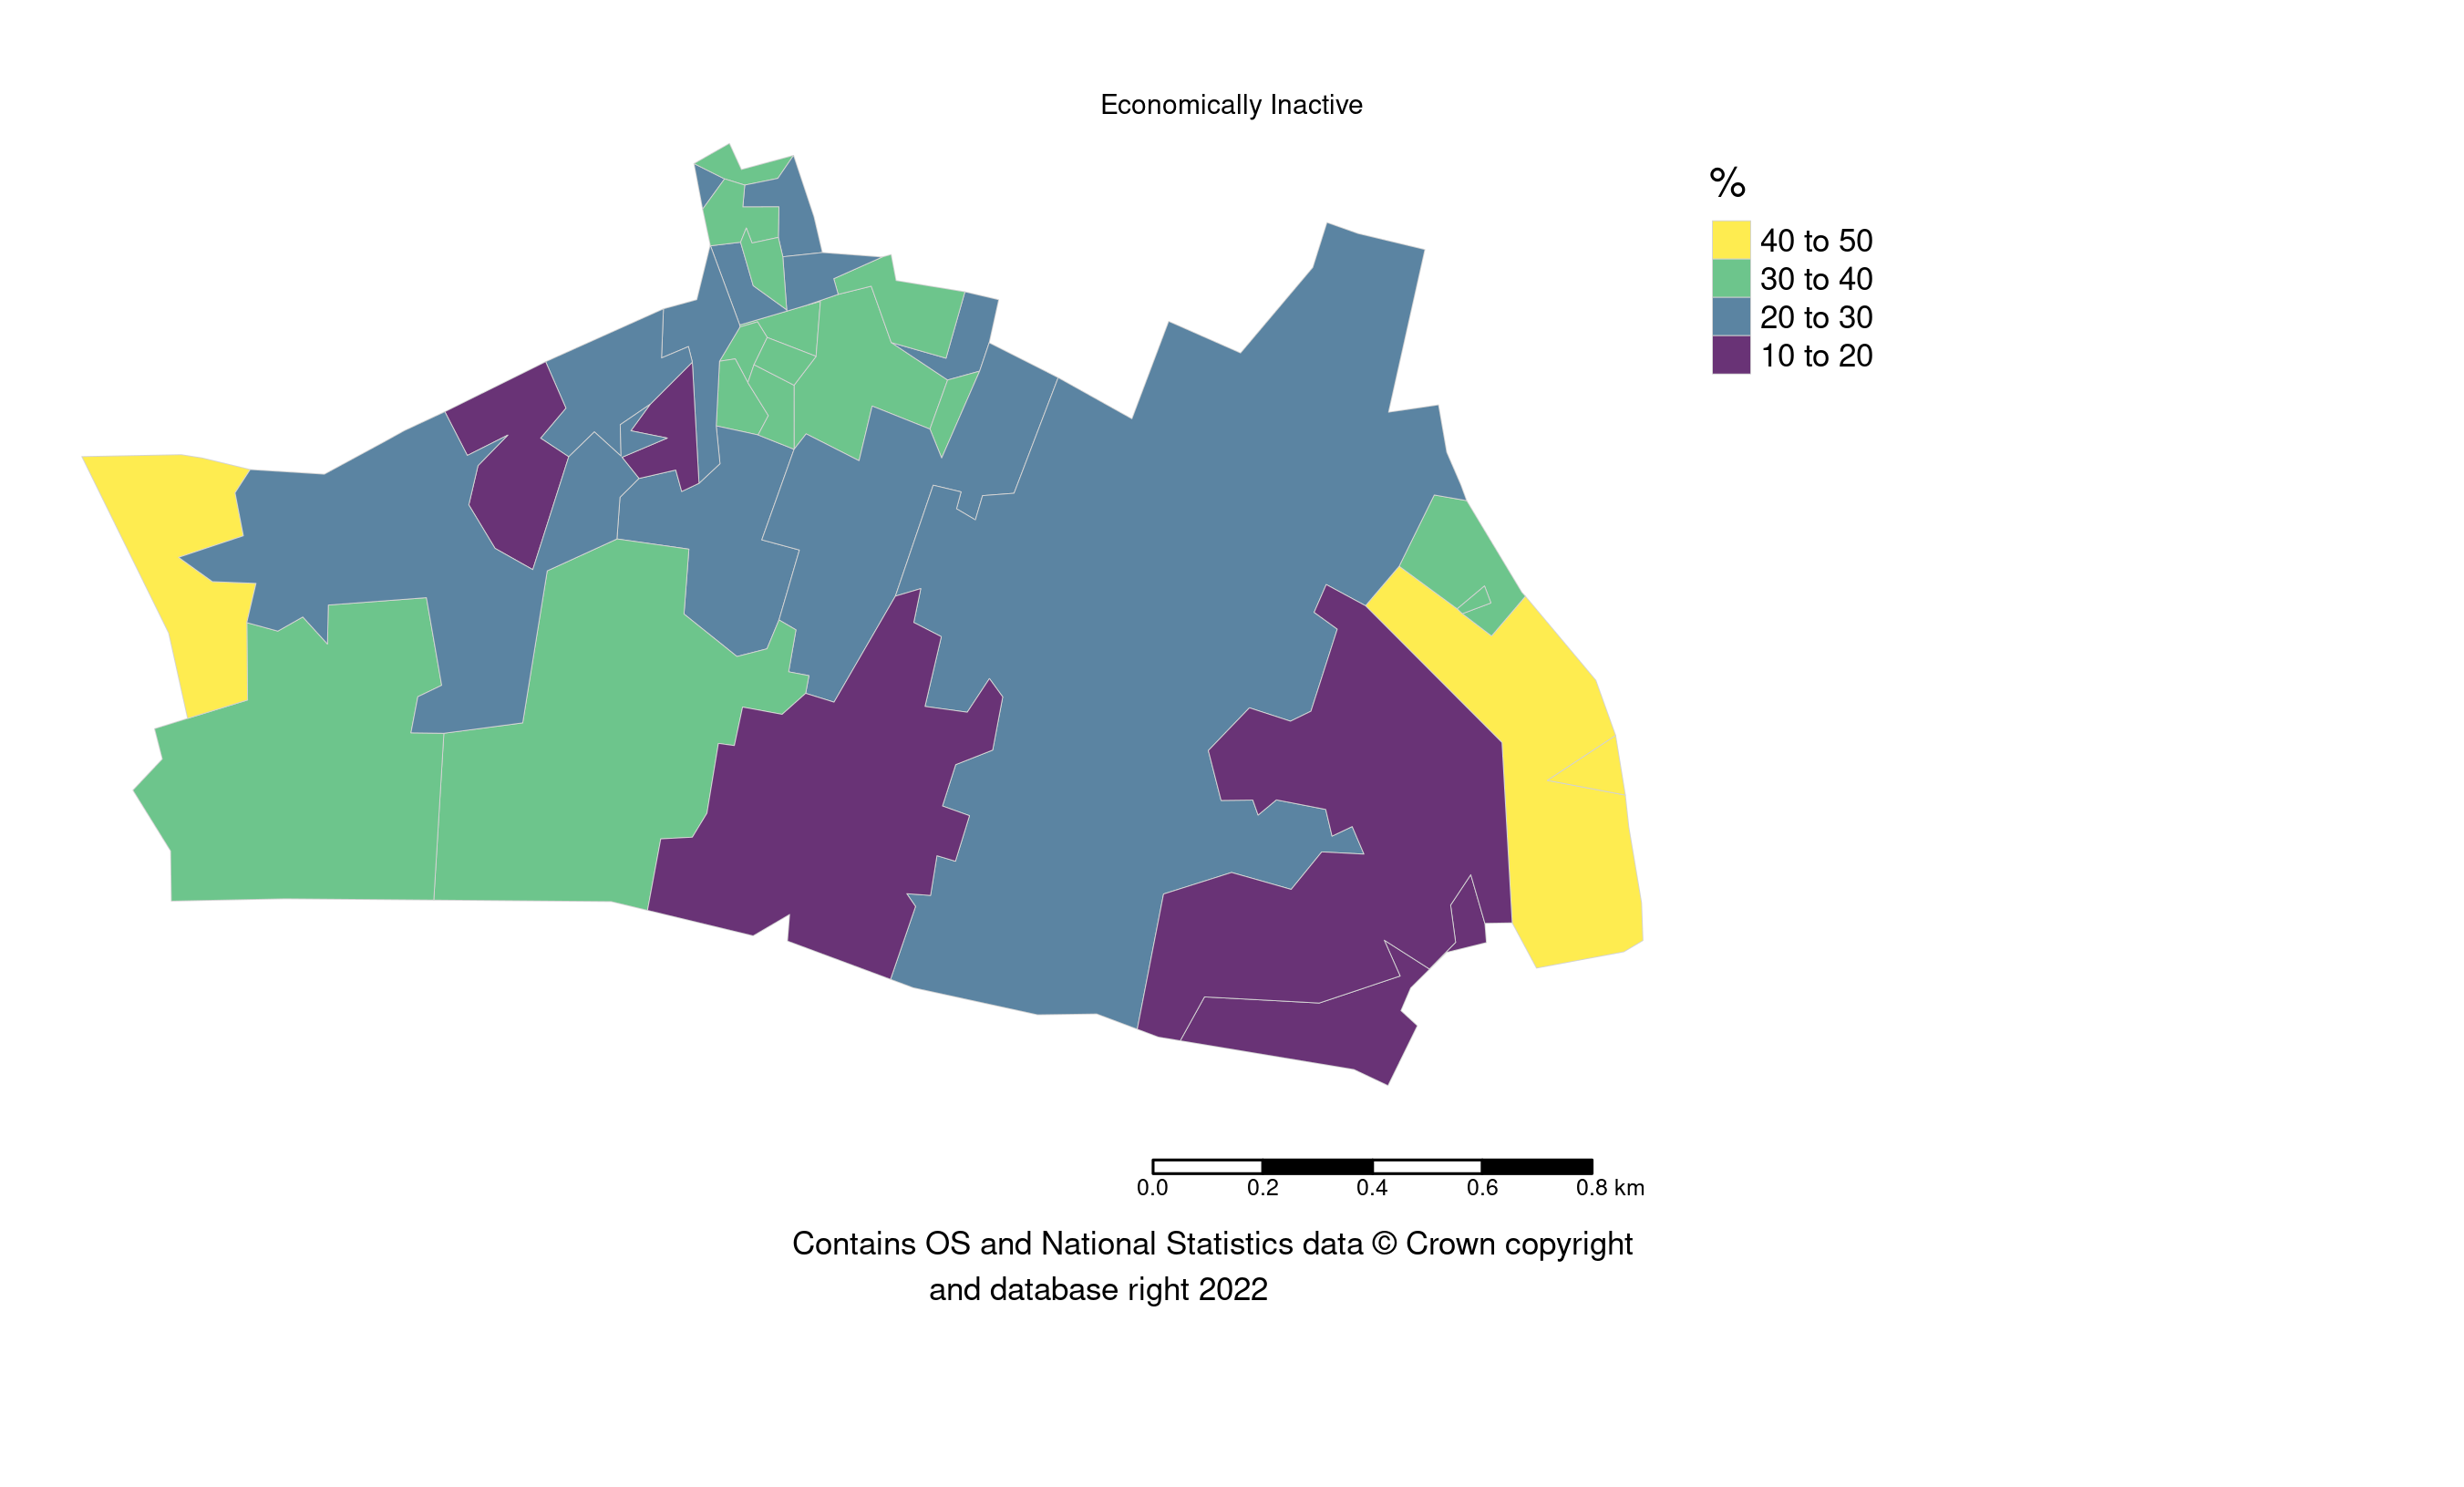 Economically Inactive
%
40 to 50
30 to 40
20 to 30
10 to 20
0.0 0.2 0.4 0.6 0.8 km
Contains OS and National Statistics data © Crown copyright
and database right 2022